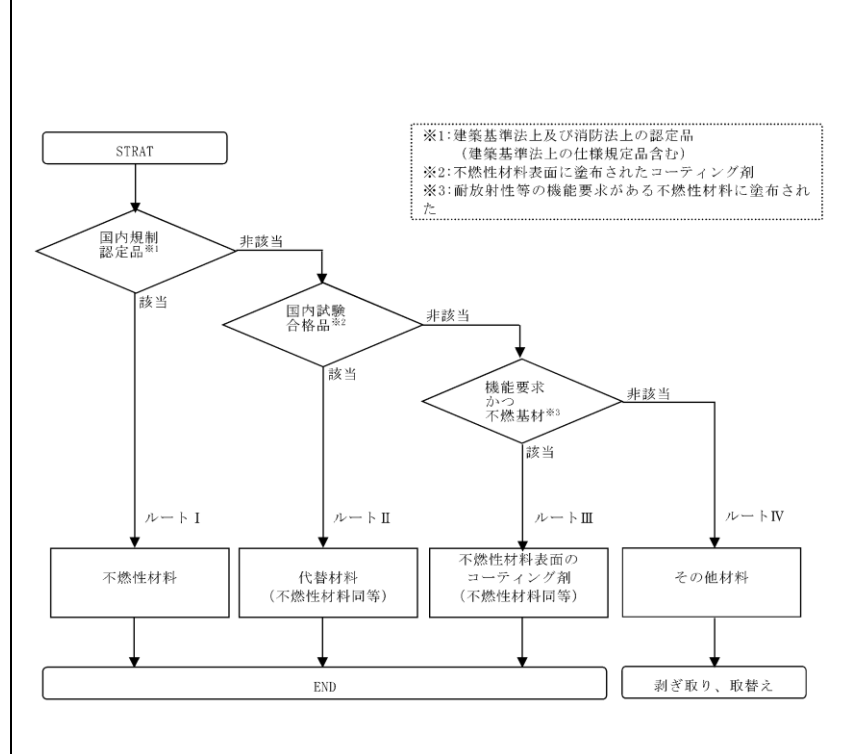 ※1:建築基準法上及び消防法上の認定品
(建築基準法上の仕様規定品含む)
※2:不燃性材料表面に塗布されたコーティング剤
※3:耐放射性等の機能要求がある不燃性材料に塗布され
た
STRAT
国内規制
認定品※1
非該当
該当
国内試験
合格品※2
非該当
該当
機能要求
かつ
不燃基材※3
非該当
該当
ルートⅠ
ルートⅡ
ルートⅢ
ルートⅣ
不燃性材料
代替材料
(不燃性材料同等)
不燃性材料表面の
コーティング剤
(不燃性材料同等)
その他材料
END
剥ぎ取り、取替え